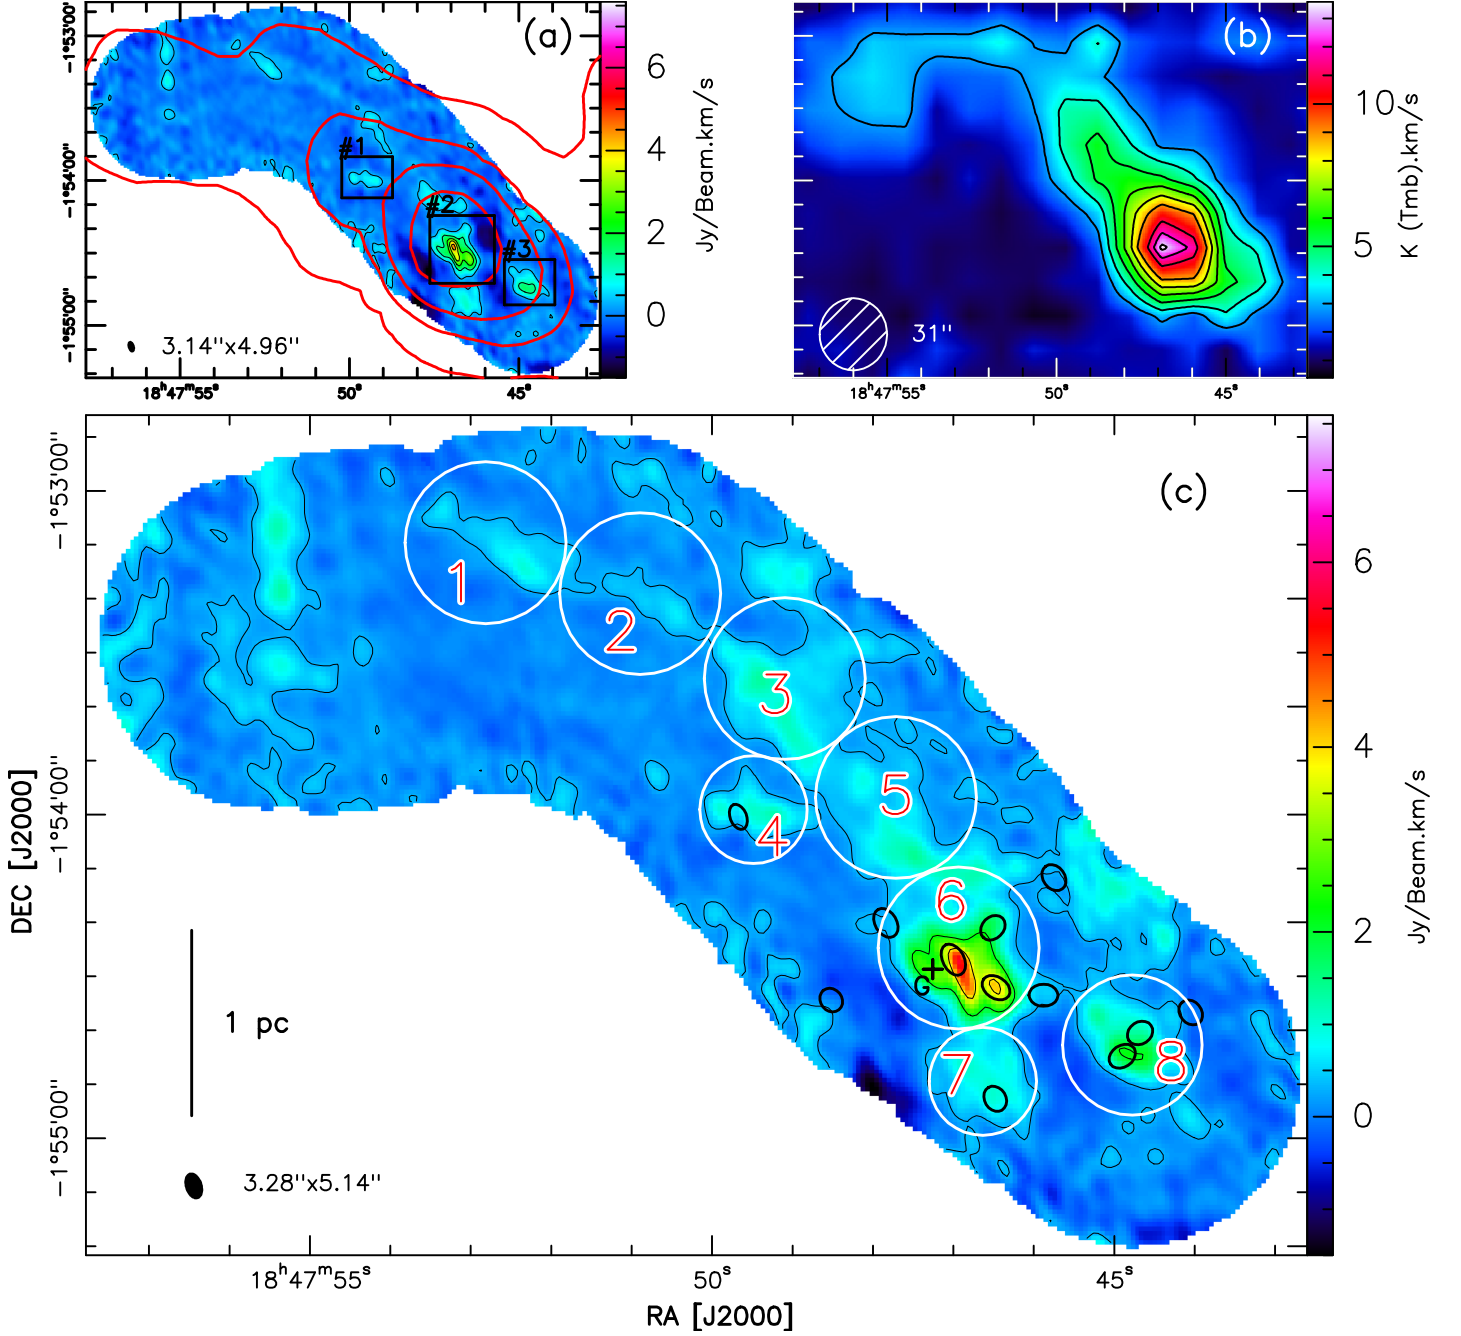 (a)
−1°53'00''
−1°54'00''
−1°55'00''
#1
#2
#3
3.14''x4.96''
18ʰ47ᵐ55ˢ
50ˢ
45ˢ
6
4
2
0
Jy/Beam.km/s
(b)
31''
18ʰ47ᵐ55ˢ
50ˢ
45ˢ
10
5
K (Tmb).km/s
(c)
−1°53'00''
−1°54'00''
−1°55'00''
DEC [J2000]
1
2
3
4
5
6
G
7
8
1 pc
3.28''x5.14''
18ʰ47ᵐ55ˢ
50ˢ
45ˢ
RA [J2000]
6
4
2
0
Jy/Beam.km/s